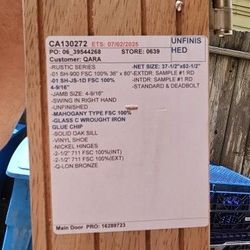 CA130272 ETS: 07/02/2025 UNFINIS
HED
PO: 06_39544268 STORE: 0639
Customer: QARA
-RUSTIC SERIES
-01 SH-900 FSC 100% 36" x 80"
-01 SH-JS-1D FSC 100%
4-9/16"
-JAMB SIZE: 4-9/16"
-SWING IN RIGHT HAND
-UNFINISHED
-MAHOGANY TYPE FSC 100%
-GLASS C WROUGHT IRON
GLUE CHIP
-SOLID OAK SILL
-VINYL STOP
-NICKEL HINGES
-2-1/2" 711 FSC 100%(INT)
-2-1/2" 711 FSC 100%(EXT)
-Q-LON BRONZE
-NET SIZE: 37-1/2"x82-1/2"
-EXTDR: SAMPLE #1 RD
-INTDR: SAMPLE #1 RD
- STANDARD & DEADBOLT
Main Door PRO: 16289723